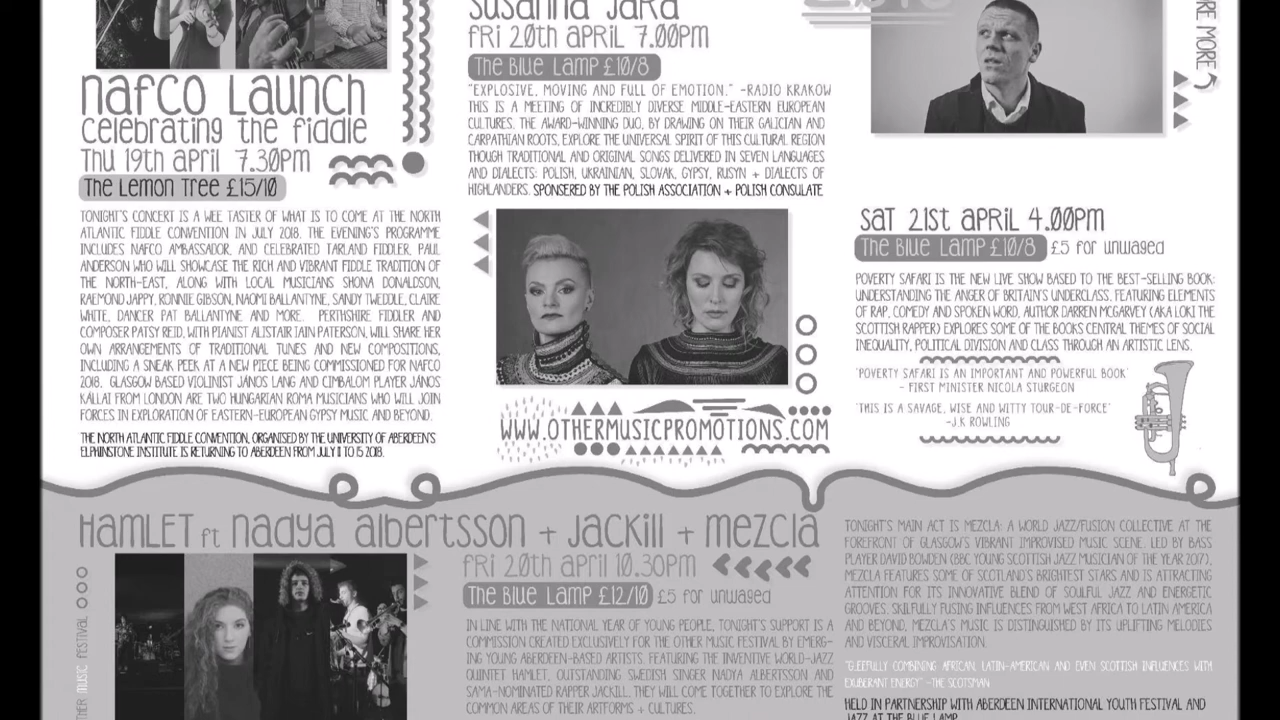 NAFCO LAUNCH
CELEBRATING THE FIDDLE
THU 19TH APRIL 7.30PM
THE LEMON TREE £15/10
TONIGHT'S CONCERT IS A WEE TASTER OF WHAT IS TO COME AT THE NORTH
ATLANTIC FIDDLE CONVENTION IN JULY 2018. THE EVENING'S PROGRAMME
INCLUDES NAFCO AMBASSADOR, AND CELEBRATED TARLAND FIDDLER, PAUL
ANDERSON WHO WILL SHOWCASE THE RICH AND VIBRANT FIDDLE TRADITION OF
THE NORTH-EAST, ALONG WITH LOCAL MUSICIANS SHONA DONALDSON,
RAEMOND JAPPY, RONNIE GIBSON, NAOMI BALLANTYNE, SANDY TWEDDLE, CLAIRE
WHITE, DANCER PAT BALLANTYNE AND MORE. PERTHSHIRE FIDDLER AND
COMPOSER PATSY REID, WITH PIANIST ALISTAIR IAIN PATERSON, WILL SHARE HER
OWN ARRANGEMENTS OF TRADITIONAL TUNES AND NEW COMPOSITIONS,
INCLUDING A SNEAK PEEK AT A NEW PIECE BEING COMMISSIONED FOR NAFCO
2018. GLASGOW BASED VIOLINIST JÁNOS LANG AND CIMBALOM PLAYER JÁNOS
KÁLLAI FROM LONDON ARE TWO HUNGARIAN ROMA MUSICIANS WHO WILL JOIN
FORCES IN EXPLORATION OF EASTERN-EUROPEAN GYPSY MUSIC AND BEYOND.
THE NORTH ATLANTIC FIDDLE CONVENTION, ORGANISED BY THE UNIVERSITY OF ABERDEEN'S
ELPHINSTONE INSTITUTE IS RETURNING TO ABERDEEN FROM JULY 11 TO 15 2018.
SUSANNA JARA
FRI 20TH APRIL 7.00PM
THE BLUE LAMP £10/8
"EXPLOSIVE, MOVING AND FULL OF EMOTION." -RADIO KRAKOW
THIS IS A MEETING OF INCREDIBLY DIVERSE MIDDLE-EASTERN EUROPEAN
CULTURES. THE AWARD-WINNING DUO, BY DRAWING ON THEIR GALICIAN AND
CARPATHIAN ROOTS, EXPLORE THE UNIVERSAL SPIRIT OF THIS CULTURAL REGION
THOUGH TRADITIONAL AND ORIGINAL SONGS DELIVERED IN SEVEN LANGUAGES
AND DIALECTS: POLISH, UKRAINIAN, SLOVAK, GYPSY, RUSYN + DIALECTS OF
HIGHLANDERS. SPONSERED BY THE POLISH ASSOCIATION + POLISH CONSULATE
WWW.OTHERMUSICPROMOTIONS.COM
RE MORE
SAT 21ST APRIL 4.00PM
THE BLUE LAMP £10/8 £5 FOR UNWAGED
POVERTY SAFARI IS THE NEW LIVE SHOW BASED TO THE BEST-SELLING BOOK:
UNDERSTANDING THE ANGER OF BRITAIN'S UNDERCLASS. FEATURING ELEMENTS
OF RAP, COMEDY AND SPOKEN WORD, AUTHOR DARREN MCGARVEY (AKA LOKI THE
SCOTTISH RAPPER) EXPLORES SOME OF THE BOOKS CENTRAL THEMES OF SOCIAL
INEQUALITY, POLITICAL DIVISION AND CLASS THROUGH AN ARTISTIC LENS.
'POVERTY SAFARI IS AN IMPORTANT AND POWERFUL BOOK'
- FIRST MINISTER NICOLA STURGEON
'THIS IS A SAVAGE, WISE AND WITTY TOUR-DE-FORCE"
-J.K ROWLING
HAMLET FT NADYA ALBERTSSON + JACKILL + MEZCLA
FRI 20TH APRIL 10.30PM
THE BLUE LAMP £12/10 £5 FOR UNWAGED
IN LINE WITH THE NATIONAL YEAR OF YOUNG PEOPLE, TONIGHT'S SUPPORT IS A
COMMISSION CREATED EXCLUSIVELY FOR THE OTHER MUSIC FESTIVAL BY EMERG-
ING YOUNG ABERDEEN-BASED ARTISTS. FEATURING THE INVENTIVE WORLD-JAZZ
QUINTET HAMLET, OUTSTANDING SWEDISH SINGER NADYA ALBERTSSON AND
SAMA-NOMINATED RAPPER JACKILL. THEY WILL COME TOGETHER TO EXPLORE THE
COMMON AREAS OF THEIR ARTFORMS + CULTURES.
THER MUSIC FESTIVAL
TONIGHT'S MAIN ACT IS MEZCLA: A WORLD JAZZ/FUSION COLLECTIVE AT THE
FOREFRONT OF GLASGOW'S VIBRANT IMPROVISED MUSIC SCENE. LED BY BASS
PLAYER DAVID BOWDEN (BBC YOUNG SCOTTISH JAZZ MUSICIAN OF THE YEAR 2017),
MEZCLA FEATURES SOME OF SCOTLAND'S BRIGHTEST STARS AND IS ATTRACTING
ATTENTION FOR ITS INNOVATIVE BLEND OF SOULFUL JAZZ AND ENERGETIC
GROOVES. SKILFULLY FUSING INFLUENCES FROM WEST AFRICA TO LATIN AMERICA
AND BEYOND, MEZCLA'S MUSIC IS DISTINGUISHED BY ITS UPLIFTING MELODIES
AND VISCERAL IMPROVISATION.
"GLEEFULLY COMBINING AFRICAN, LATIN-AMERICAN AND EVEN SCOTTISH INFLUENCES WITH
EXUBERANT ENERGY" -THE SCOTSMAN
HELD IN PARTNERSHIP WITH ABERDEEN INTERNATIONAL YOUTH FESTIVAL AND
JAZZ AT THE BLUE LAMP